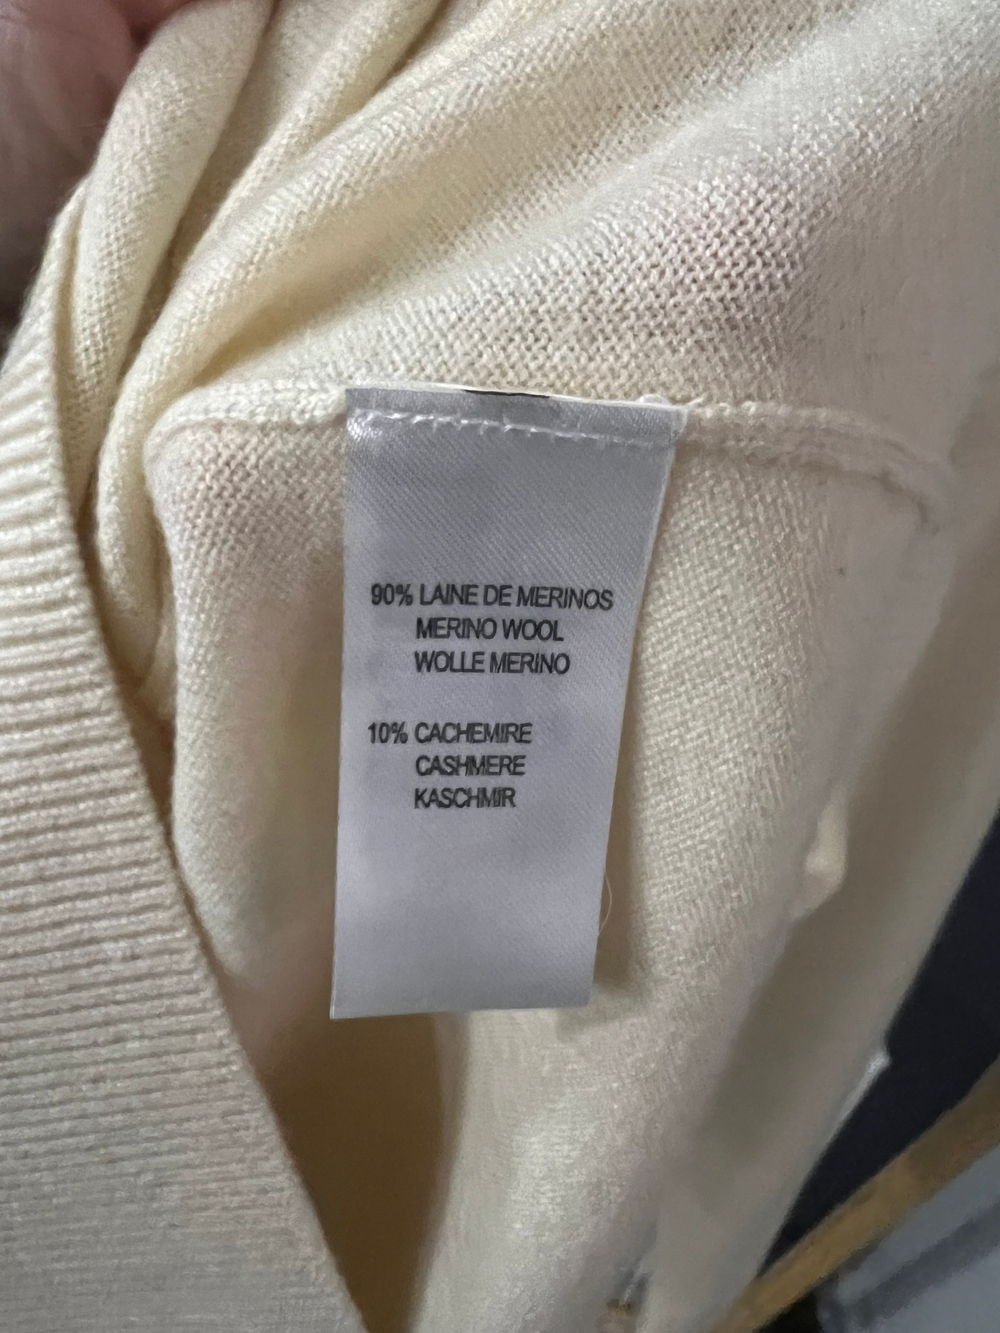 90% LAINE DE MERINOS
MERINO WOOL
WOLLE MERINO
10% CACHEMIRE
CASHMERE
KASCHMIR